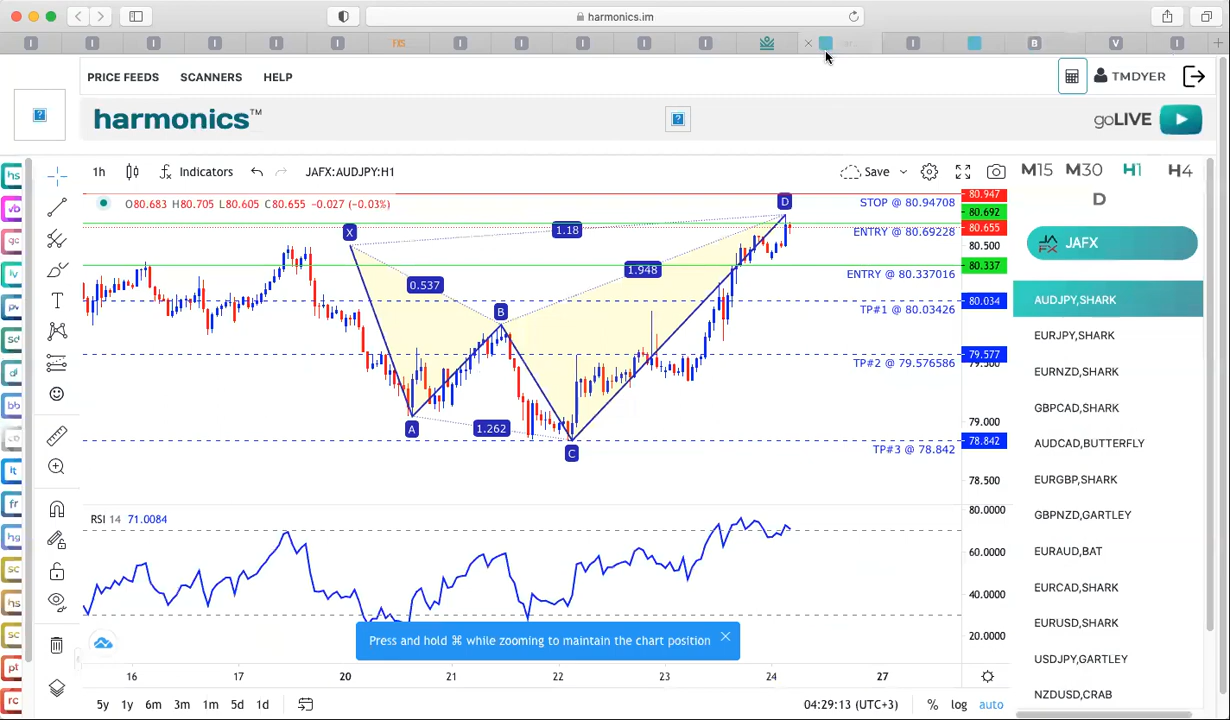 harmonics.im
PRICE FEEDS SCANNERS HELP
TMDYER
harmonics™
goLIVE
1h
Indicators
JAFX:AUDJPY:H1
Save
M15 M30 H1 H4
D
O80.683 H80.705 L80.605 C80.655 −0.027 (−0.03%)
JAFX
AUDJPY,SHARK
EURJPY,SHARK
EURNZD,SHARK
GBPCAD,SHARK
AUDCAD,BUTTERFLY
EURGBP,SHARK
GBPNZD,GARTLEY
EURAUD,BAT
EURCAD,SHARK
EURUSD,SHARK
USDJPY,GARTLEY
NZDUSD,CRAB
STOP @ 80.94708
ENTRY @ 80.69228
ENTRY @ 80.337016
TP#1 @ 80.03426
TP#2 @ 79.576586
TP#3 @ 78.842
80.947
80.692
80.655
80.500
80.337
80.034
79.577
79.000
78.842
78.500
X
D
1.18
1.948
0.537
B
A
1.262
C
RSI 14 71.0084
80.0000
60.0000
40.0000
20.0000
Press and hold ⌘ while zooming to maintain the chart position
16 17 20 21 22 23 24 27
5y 1y 6m 3m 1m 5d 1d
04:29:13 (UTC+3)
% log auto